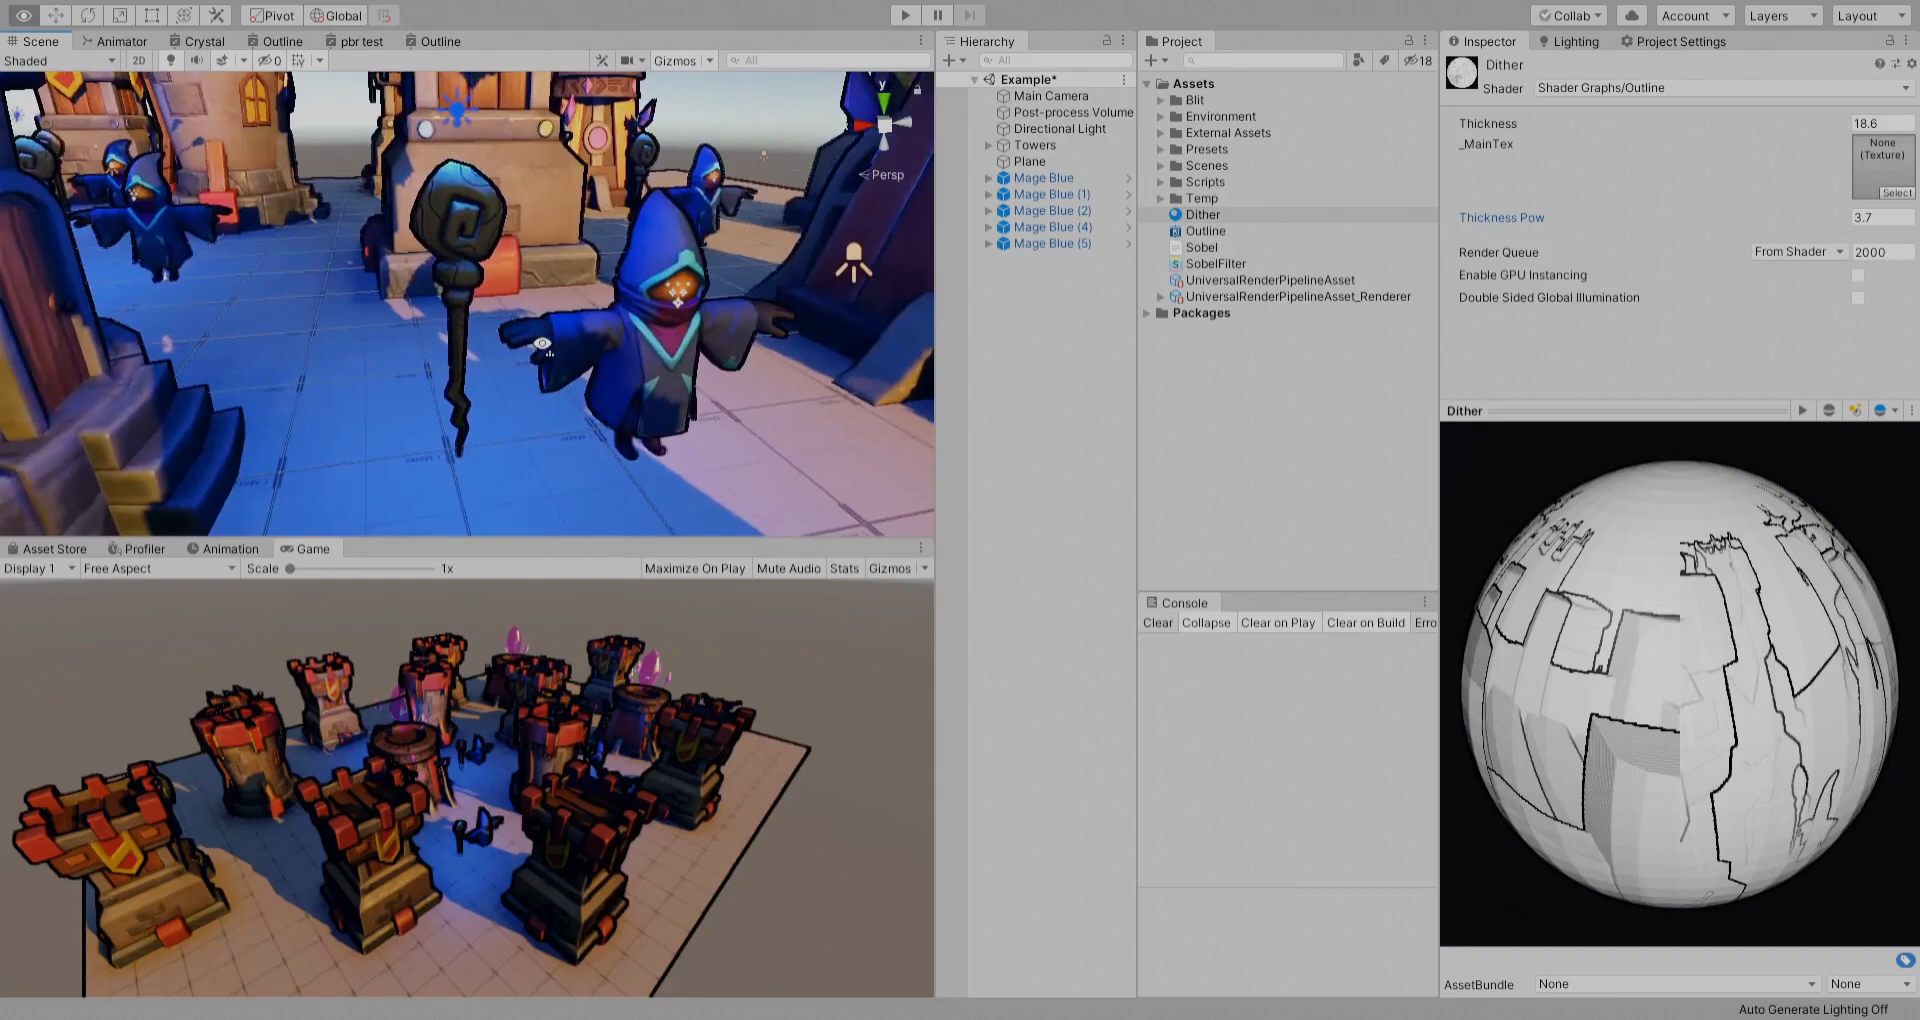 Pivot Global
Collab Account Layers Layout
Scene Animator Crystal Outline pbr test Outline
Shaded 2D 0 Gizmos All
y
Persp
Asset Store Profiler Animation Game
Display 1 Free Aspect Scale 1x Maximize On Play Mute Audio Stats Gizmos
Hierarchy
All
Example*
Main Camera
Post-process Volume
Directional Light
Towers
Plane
Mage Blue
Mage Blue (1)
Mage Blue (2)
Mage Blue (4)
Mage Blue (5)
Project
18
Assets
Blit
Environment
External Assets
Presets
Scenes
Scripts
Temp
Dither
Outline
Sobel
SobelFilter
UniversalRenderPipelineAsset
UniversalRenderPipelineAsset_Renderer
Packages
Console
Clear Collapse Clear on Play Clear on Build Erro
Inspector Lighting Project Settings
Dither
Shader Shader Graphs/Outline
Thickness 18.6
_MainTex
None
(Texture)
Select
Thickness Pow 3.7
Render Queue From Shader 2000
Enable GPU Instancing
Double Sided Global Illumination
Dither
AssetBundle None None
Auto Generate Lighting Off